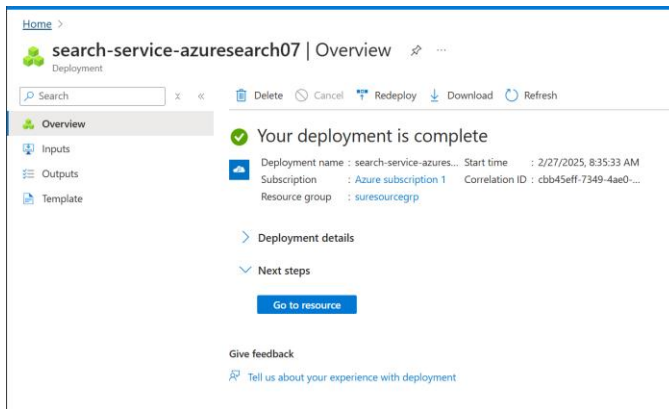 Home >
search-service-azuresearch07 | Overview ...
Deployment
Search
Delete Cancel Redeploy Download Refresh
Overview
Inputs
Outputs
Template
Your deployment is complete
Deployment name : search-service-azures... Start time : 2/27/2025, 8:35:33 AM
Subscription : Azure subscription 1 Correlation ID : cbb45eff-7349-4ae0-...
Resource group : suresourcegrp
Deployment details
Next steps
Go to resource
Give feedback
Tell us about your experience with deployment